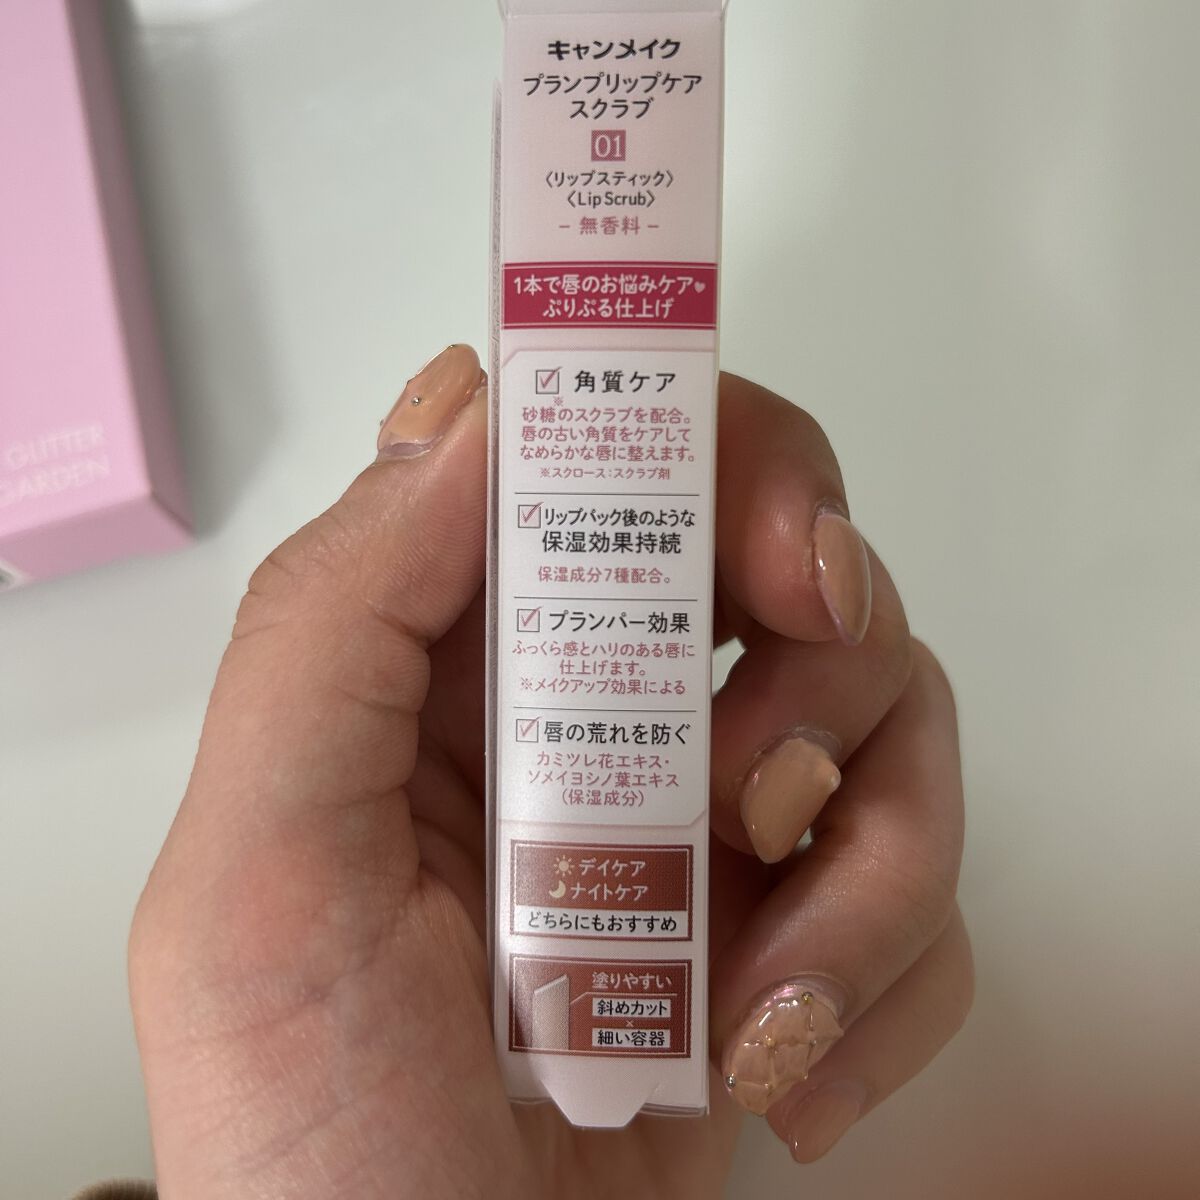 キャンメイク
プランプリップケア
スクラブ
01
〈リップスティック〉
〈Lip Scrub〉
- 無香料 -
1本で唇のお悩みケア♥
ぷりぷる仕上げ
角質ケア
※
砂糖のスクラブを配合。
唇の古い角質をケアして
なめらかな唇に整えます。
※スクロース：スクラブ剤
リップパック後のような
保湿効果持続
保湿成分7種配合。
プランパー効果
ふっくら感とハリのある唇に
仕上げます。
※メイクアップ効果による
唇の荒れを防ぐ
カミツレ花エキス・
ソメイヨシノ葉エキス
（保湿成分）
デイケア
ナイトケア
どちらにもおすすめ
塗りやすい
斜めカット
×
細い容器
GLITTER
GARDEN